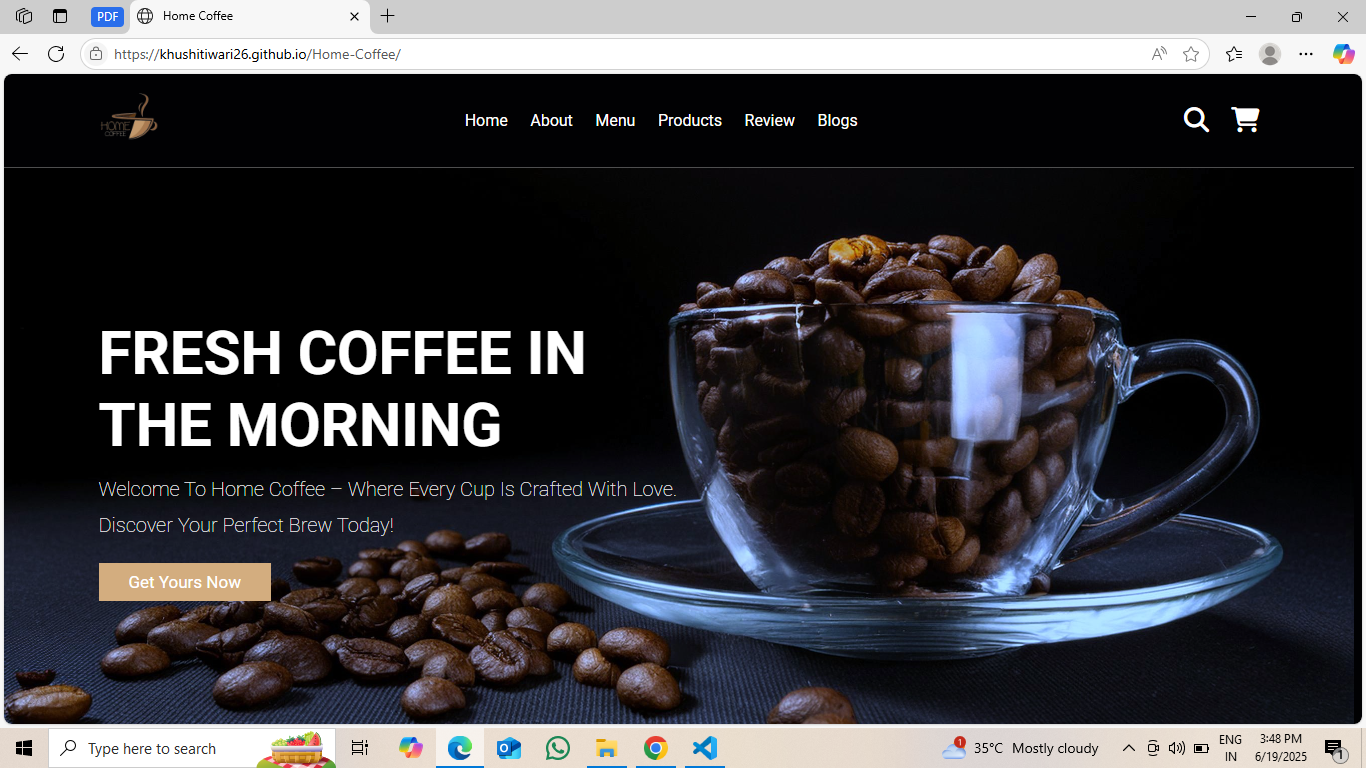 PDF
Home Coffee
https://khushitiwari26.github.io/Home-Coffee/
HOME
COFFEE
Home About Menu Products Review Blogs
FRESH COFFEE IN
THE MORNING
Welcome To Home Coffee – Where Every Cup Is Crafted With Love.
Discover Your Perfect Brew Today!
Get Yours Now
Type here to search
1
35°C Mostly cloudy
ENG
IN
3:48 PM
6/19/2025
1